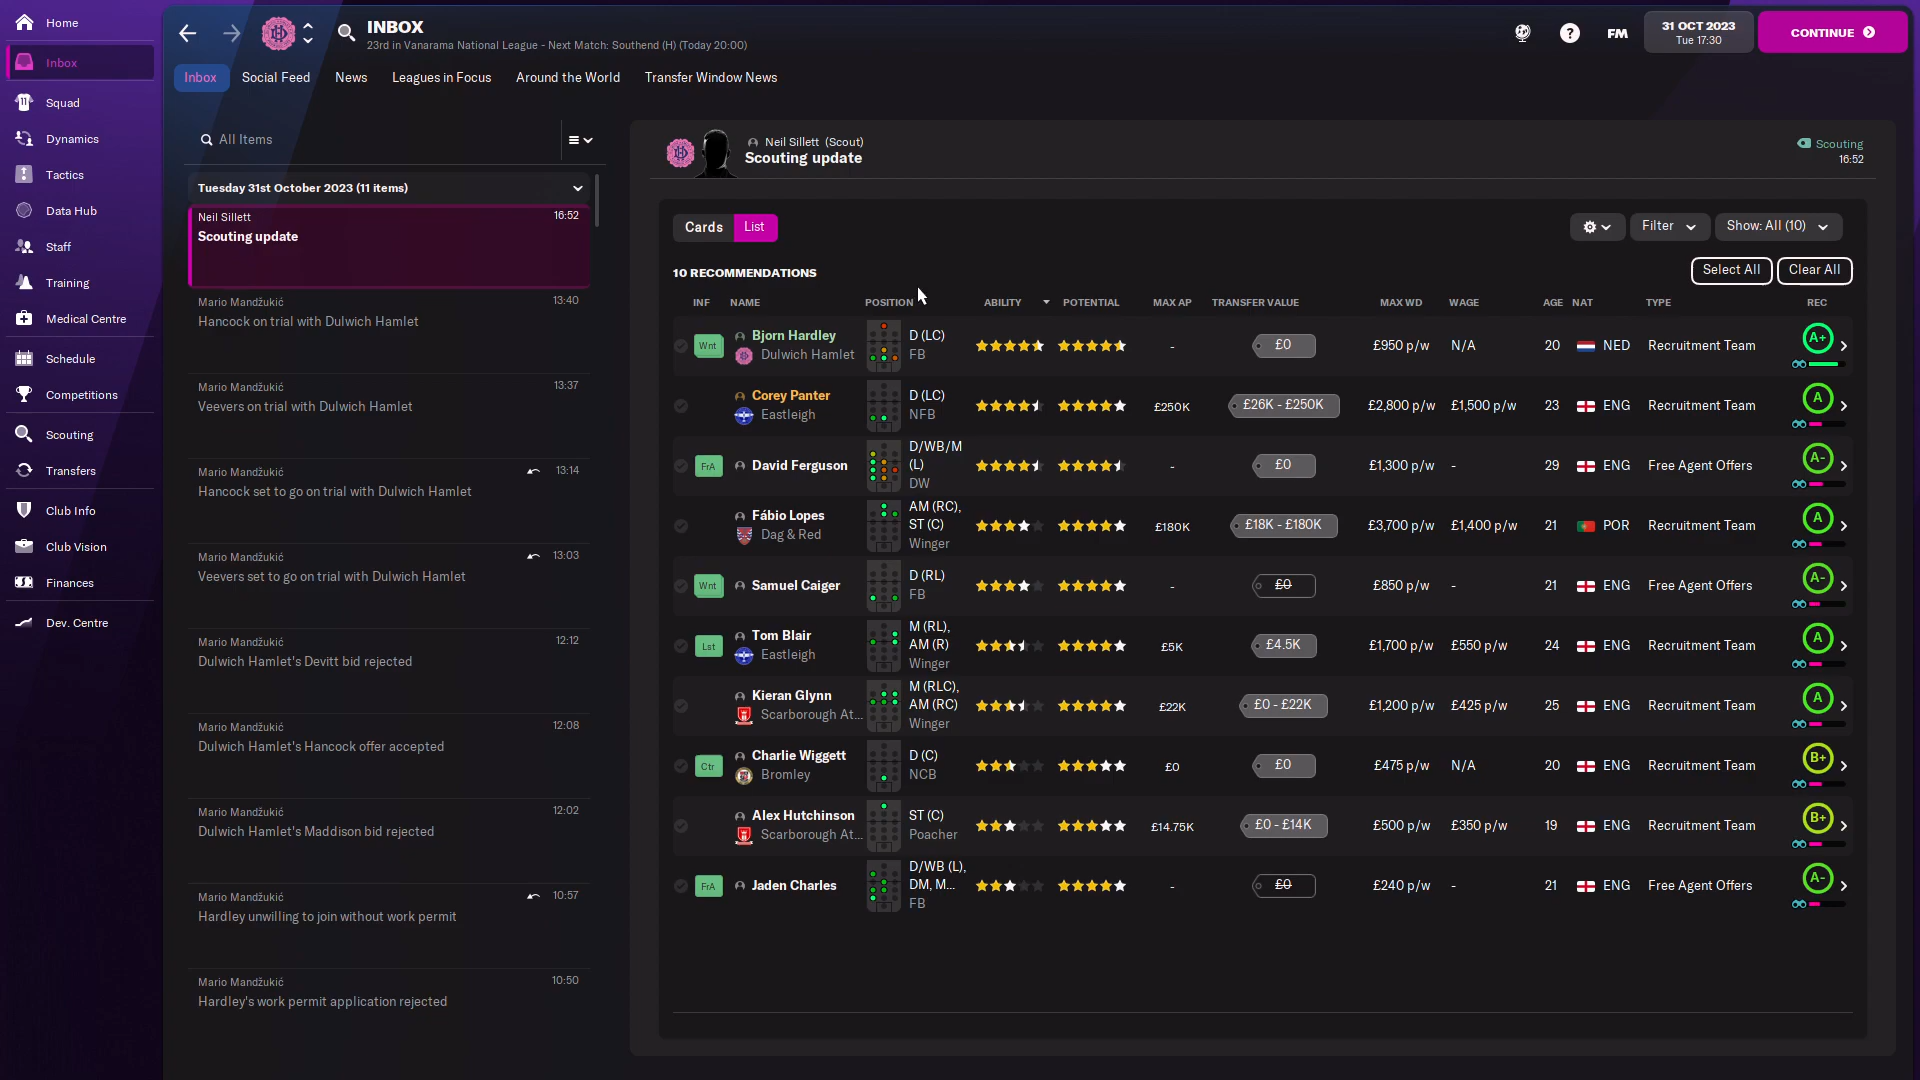 Home
Inbox
Squad
Dynamics
Tactics
Data Hub
Staff
Training
Medical Centre
Schedule
Competitions
Scouting
Transfers
Club Info
Club Vision
Finances
Dev. Centre
INBOX
23rd in Vanarama National League - Next Match: Southend (H) (Today 20:00)
FM
31 OCT 2023
Tue 17:30
CONTINUE
Inbox Social Feed News Leagues in Focus Around the World Transfer Window News
All Items
Tuesday 31st October 2023 (11 items)
Neil Sillett 16:52
Scouting update
Mario Mandžukić 13:40
Hancock on trial with Dulwich Hamlet
Mario Mandžukić 13:37
Veevers on trial with Dulwich Hamlet
Mario Mandžukić 13:14
Hancock set to go on trial with Dulwich Hamlet
Mario Mandžukić 13:03
Veevers set to go on trial with Dulwich Hamlet
Mario Mandžukić 12:12
Dulwich Hamlet's Devitt bid rejected
Mario Mandžukić 12:08
Dulwich Hamlet's Hancock offer accepted
Mario Mandžukić 12:02
Dulwich Hamlet's Maddison bid rejected
Mario Mandžukić 10:57
Hardley unwilling to join without work permit
Mario Mandžukić 10:50
Hardley's work permit application rejected
Neil Sillett (Scout)
Scouting update
Scouting
16:52
Cards List
Filter
Show: All (10)
10 RECOMMENDATIONS
Select All Clear All
INF NAME POSITION ABILITY POTENTIAL MAX AP TRANSFER VALUE MAX WD WAGE AGE NAT TYPE REC
Wnt Bjorn Hardley D (LC) - £0 £950 p/w N/A 20 NED Recruitment Team A+
Dulwich Hamlet FB
Corey Panter D (LC) £250K £26K - £250K £2,800 p/w £1,500 p/w 23 ENG Recruitment Team A
Eastleigh NFB
FrA David Ferguson D/WB/M (L) - £0 £1,300 p/w - 29 ENG Free Agent Offers A-
DW
Fábio Lopes AM (RC), ST (C) £180K £18K - £180K £3,700 p/w £1,400 p/w 21 POR Recruitment Team A
Dag & Red Winger
Wnt Samuel Caiger D (RL) - £0 £850 p/w - 21 ENG Free Agent Offers A-
FB
Lst Tom Blair M (RL), AM (R) £5K £4.5K £1,700 p/w £550 p/w 24 ENG Recruitment Team A
Eastleigh Winger
Kieran Glynn M (RLC), AM (RC) £22K £0 - £22K £1,200 p/w £425 p/w 25 ENG Recruitment Team A
Scarborough At... Winger
Ctr Charlie Wiggett D (C) £0 £0 £475 p/w N/A 20 ENG Recruitment Team B+
Bromley NCB
Alex Hutchinson ST (C) £14.75K £0 - £14K £500 p/w £350 p/w 19 ENG Recruitment Team B+
Scarborough At... Poacher
FrA Jaden Charles D/WB (L), DM, M... - £0 £240 p/w - 21 ENG Free Agent Offers A-
FB